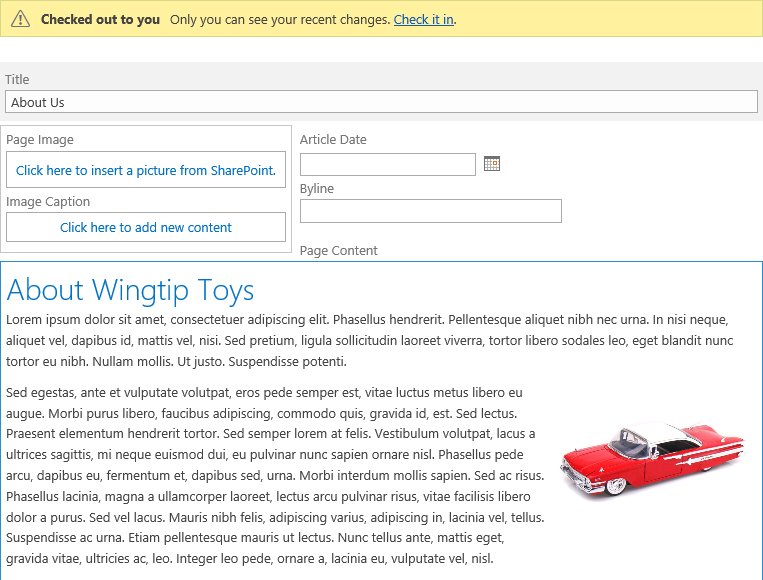 Checked out to you Only you can see your recent changes. Check it in.
Title
About Us
Page Image
Click here to insert a picture from SharePoint.
Image Caption
Click here to add new content
Article Date
Byline
Page Content
About Wingtip Toys
Lorem ipsum dolor sit amet, consectetuer adipiscing elit. Phasellus hendrerit. Pellentesque aliquet nibh nec urna. In nisi neque,
aliquet vel, dapibus id, mattis vel, nisi. Sed pretium, ligula sollicitudin laoreet viverra, tortor libero sodales leo, eget blandit nunc
tortor eu nibh. Nullam mollis. Ut justo. Suspendisse potenti.
Sed egestas, ante et vulputate volutpat, eros pede semper est, vitae luctus metus libero eu
augue. Morbi purus libero, faucibus adipiscing, commodo quis, gravida id, est. Sed lectus.
Praesent elementum hendrerit tortor. Sed semper lorem at felis. Vestibulum volutpat, lacus a
ultrices sagittis, mi neque euismod dui, eu pulvinar nunc sapien ornare nisl. Phasellus pede
arcu, dapibus eu, fermentum et, dapibus sed, urna. Morbi interdum mollis sapien. Sed ac risus.
Phasellus lacinia, magna a ullamcorper laoreet, lectus arcu pulvinar risus, vitae facilisis libero
dolor a purus. Sed vel lacus. Mauris nibh felis, adipiscing varius, adipiscing in, lacinia vel, tellus.
Suspendisse ac urna. Etiam pellentesque mauris ut lectus. Nunc tellus ante, mattis eget,
gravida vitae, ultricies ac, leo. Integer leo pede, ornare a, lacinia eu, vulputate vel, nisl.